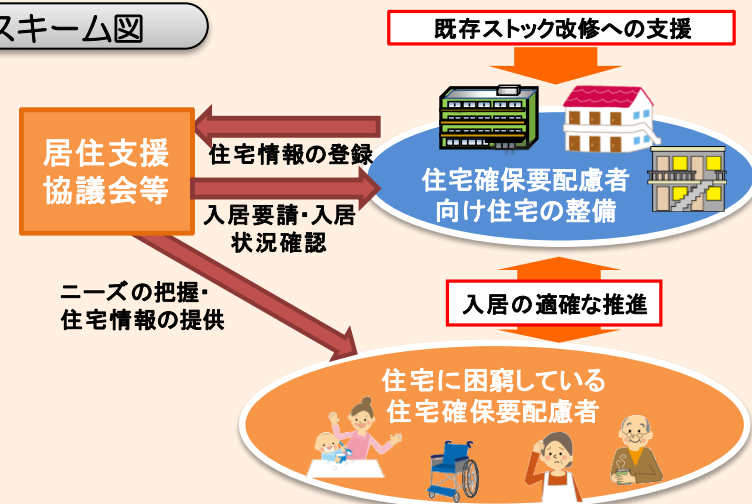 スキーム図
既存ストック改修への支援
居住支援
協議会等
住宅情報の登録
入居要請・入居
状況確認
住宅確保要配慮者
向け住宅の整備
ニーズの把握・
住宅情報の提供
入居の適確な推進
住宅に困窮している
住宅確保要配慮者